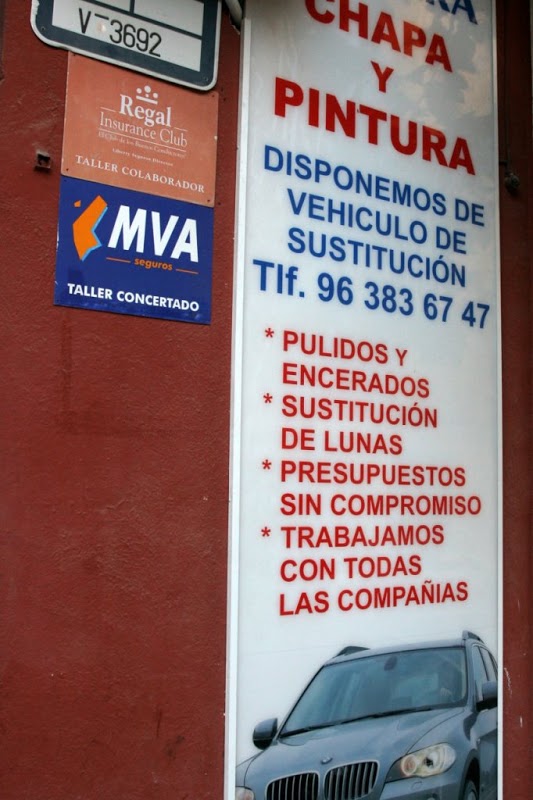 V-3692
Regal
Insurance Club
TALLER COLABORADOR
MVA
seguros
TALLER CONCERTADO
CHAPA
Y
PINTURA
DISPONEMOS DE
VEHICULO DE
SUSTITUCIÓN
Tlf. 96 383 67 47
* PULIDOS Y
ENCERADOS
* SUSTITUCIÓN
DE LUNAS
* PRESUPUESTOS
SIN COMPROMISO
* TRABAJAMOS
CON TODAS
LAS COMPAÑIAS